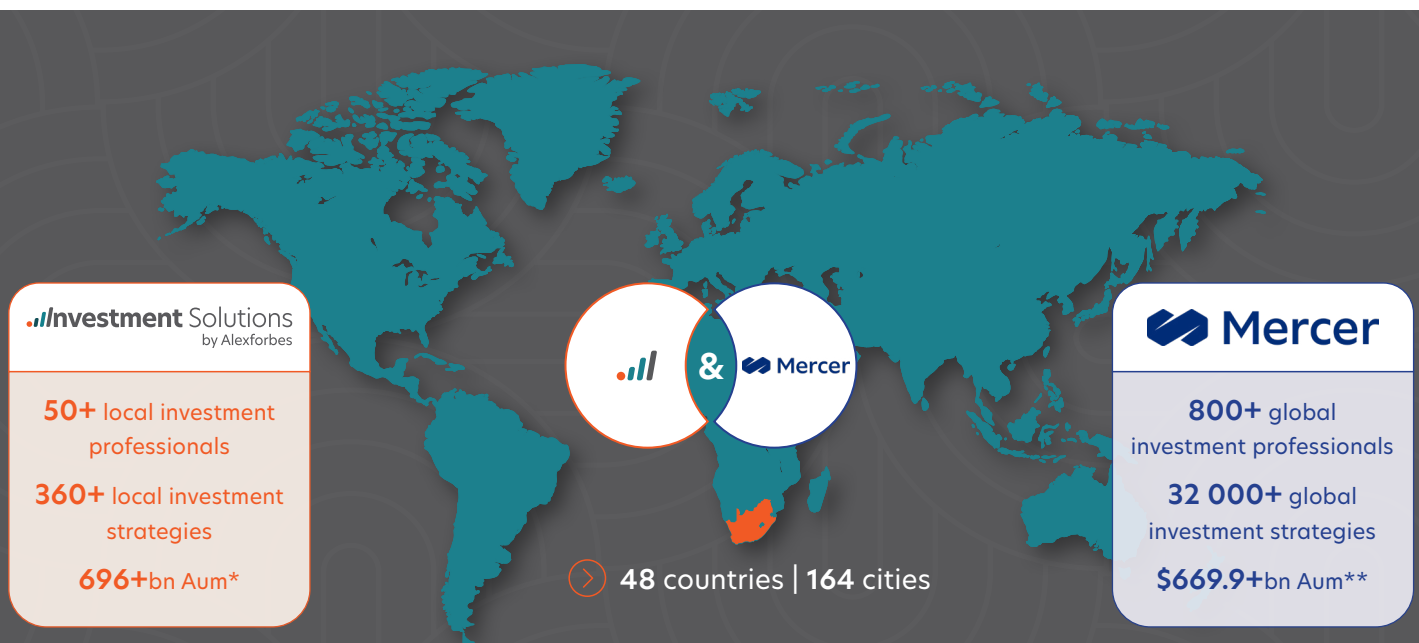 Investment Solutions
by Alexforbes
50+ local investment
professionals
360+ local investment
strategies
696+bn Aum*
&
Mercer
48 countries | 164 cities
Mercer
800+ global
investment professionals
32 000+ global
investment strategies
$669.9+bn Aum**